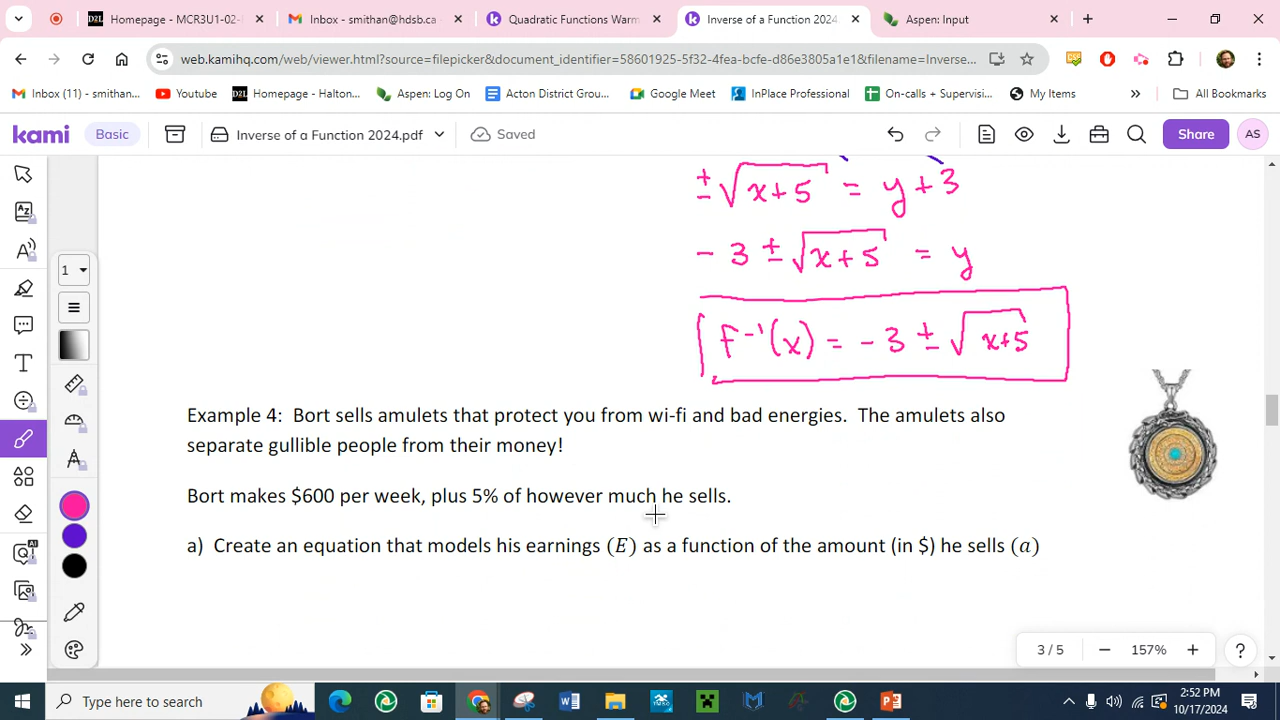 Homepage - MCR3U1-02-
Inbox - smithan@hdsb.ca
Quadratic Functions Warm
Inverse of a Function 2024.
Aspen: Input
web.kamihq.com/web/viewer.html?source=filepicker&document_identifier=58601925-5f32-4fea-bcfe-d86e3805a1e1&filename=Inverse...
Inbox (11) - smithan...
Youtube
Homepage - Halton...
Aspen: Log On
Acton District Grou...
Google Meet
InPlace Professional
On-calls + Supervisi...
My Items
All Bookmarks
kami
Basic
Inverse of a Function 2024.pdf
Saved
Share
AS
± √x+5 = y+3
1
- 3 ± √x+5 = y
f⁻¹(x) = - 3 ± √x+5
Example 4: Bort sells amulets that protect you from wi-fi and bad energies. The amulets also
separate gullible people from their money!
Bort makes $600 per week, plus 5% of however much he sells.
a) Create an equation that models his earnings (E) as a function of the amount (in $) he sells (a)
3 / 5
157%
Type here to search
2:52 PM
10/17/2024